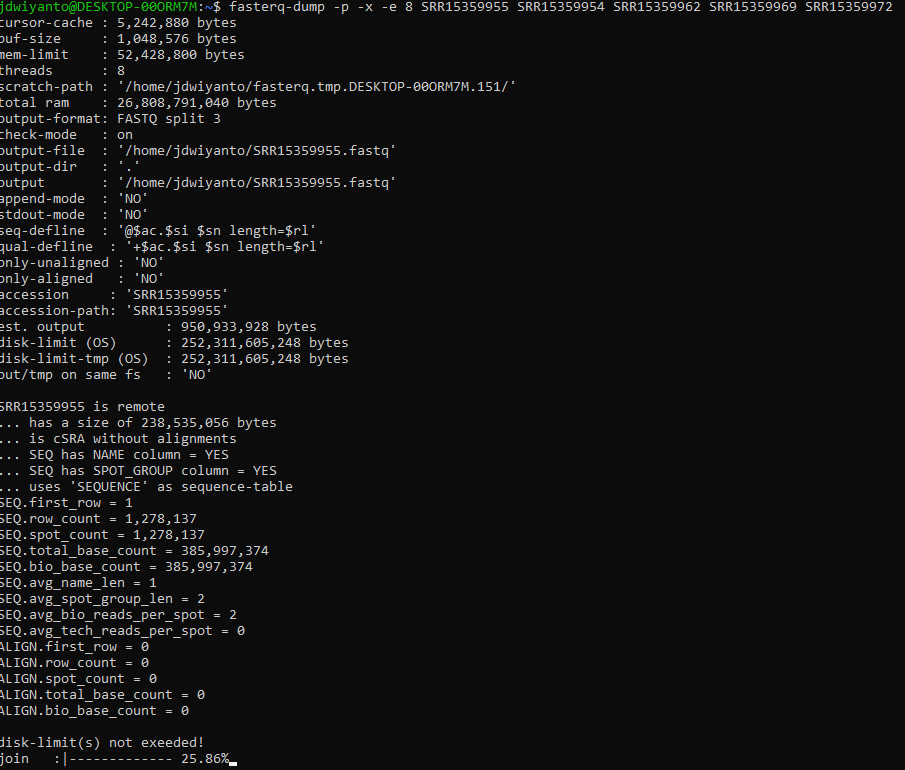 jdwiyanto@DESKTOP-00ORM7M:~$ fasterq-dump -p -x -e 8 SRR15359955 SRR15359954 SRR15359962 SRR15359969 SRR15359972
cursor-cache : 5,242,880 bytes
buf-size     : 1,048,576 bytes
mem-limit    : 52,428,800 bytes
threads      : 8
scratch-path : '/home/jdwiyanto/fasterq.tmp.DESKTOP-00ORM7M.151/'
total ram    : 26,808,791,040 bytes
output-format: FASTQ split 3
check-mode   : on
output-file  : '/home/jdwiyanto/SRR15359955.fastq'
output-dir   : '.'
output       : '/home/jdwiyanto/SRR15359955.fastq'
append-mode  : 'NO'
stdout-mode  : 'NO'
seq-defline  : '@$ac.$si $sn length=$rl'
qual-defline  : '+$ac.$si $sn length=$rl'
only-unaligned : 'NO'
only-aligned   : 'NO'
accession     : 'SRR15359955'
accession-path: 'SRR15359955'
est. output          : 950,933,928 bytes
disk-limit (OS)      : 252,311,605,248 bytes
disk-limit-tmp (OS)  : 252,311,605,248 bytes
out/tmp on same fs   : 'NO'

SRR15359955 is remote
... has a size of 238,535,056 bytes
... is cSRA without alignments
... SEQ has NAME column = YES
... SEQ has SPOT_GROUP column = YES
... uses 'SEQUENCE' as sequence-table
SEQ.first_row = 1
SEQ.row_count = 1,278,137
SEQ.spot_count = 1,278,137
SEQ.total_base_count = 385,997,374
SEQ.bio_base_count = 385,997,374
SEQ.avg_name_len = 1
SEQ.avg_spot_group_len = 2
SEQ.avg_bio_reads_per_spot = 2
SEQ.avg_tech_reads_per_spot = 0
ALIGN.first_row = 0
ALIGN.row_count = 0
ALIGN.spot_count = 0
ALIGN.total_base_count = 0
ALIGN.bio_base_count = 0

disk-limit(s) not exeeded!
join   :|------------- 25.86%